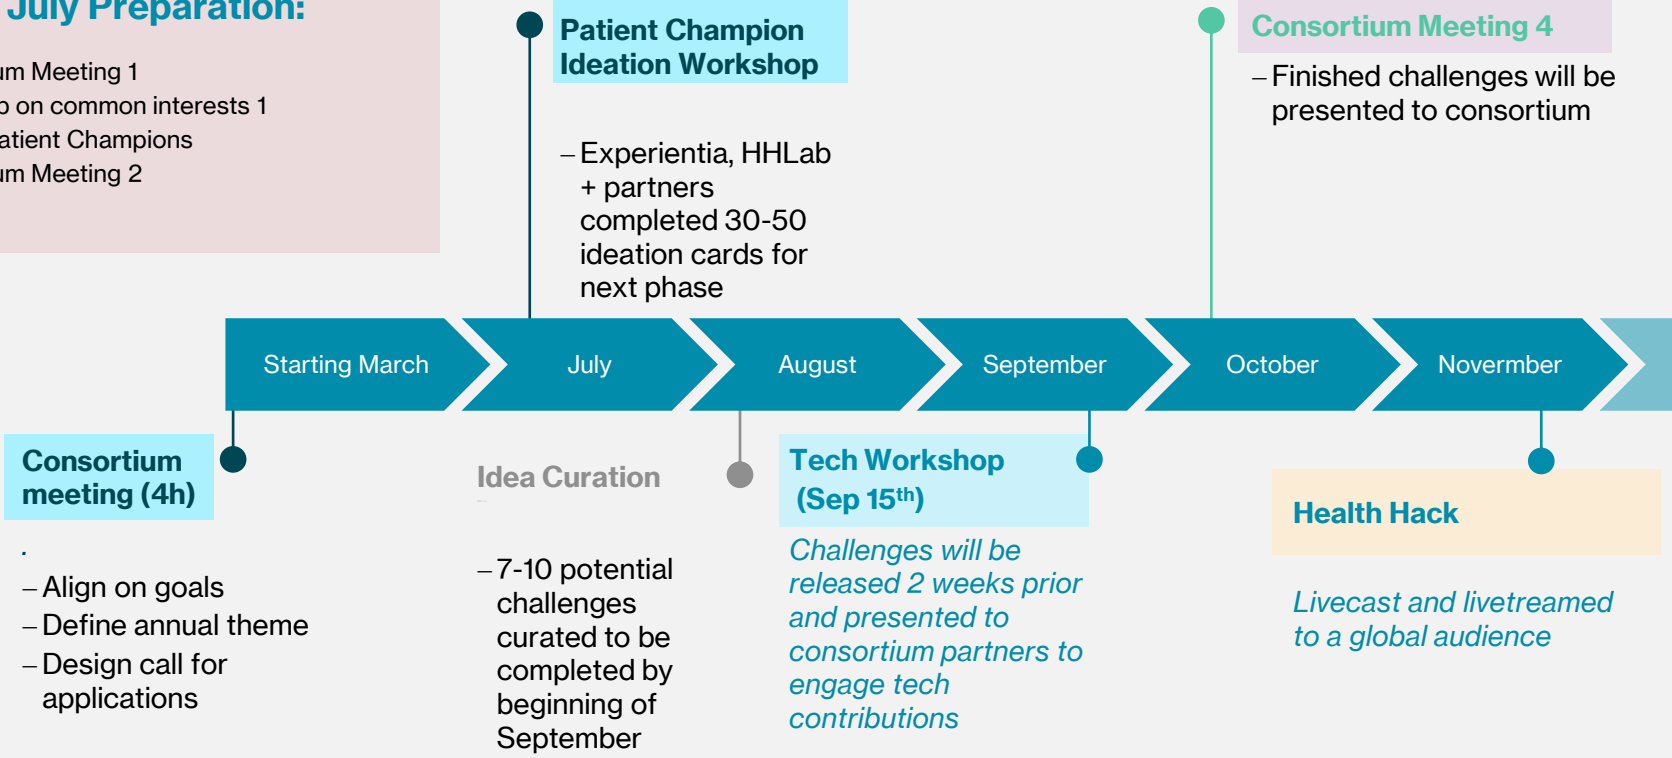 July Preparation:
um Meeting 1
on common interests 1
atient Champions
um Meeting 2
Patient Champion
Ideation Workshop
– Experientia, HHLab
+ partners
completed 30-50
ideation cards for
next phase
Consortium Meeting 4
– Finished challenges will be
presented to consortium
Starting March
July
August
September
October
Novermber
Consortium
meeting (4h)
.
– Align on goals
– Define annual theme
– Design call for
applications
Idea Curation
– 7-10 potential
challenges
curated to be
completed by
beginning of
September
Tech Workshop
(Sep 15th)
Challenges will be
released 2 weeks prior
and presented to
consortium partners to
engage tech
contributions
Health Hack
Livecast and livetreamed
to a global audience